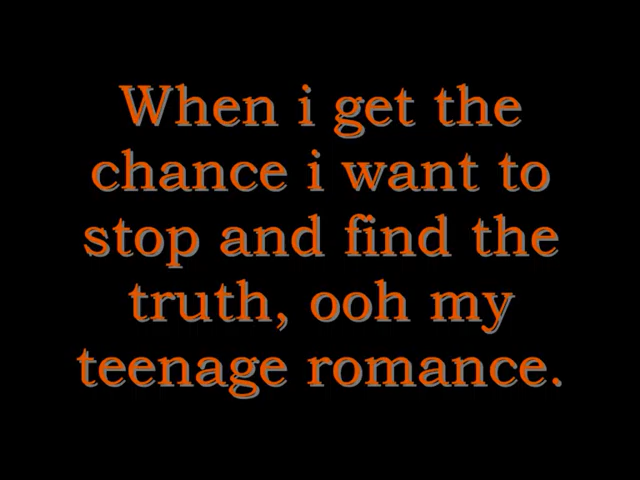 When i get the
chance i want to
stop and find the
truth, ooh my
teenage romance.